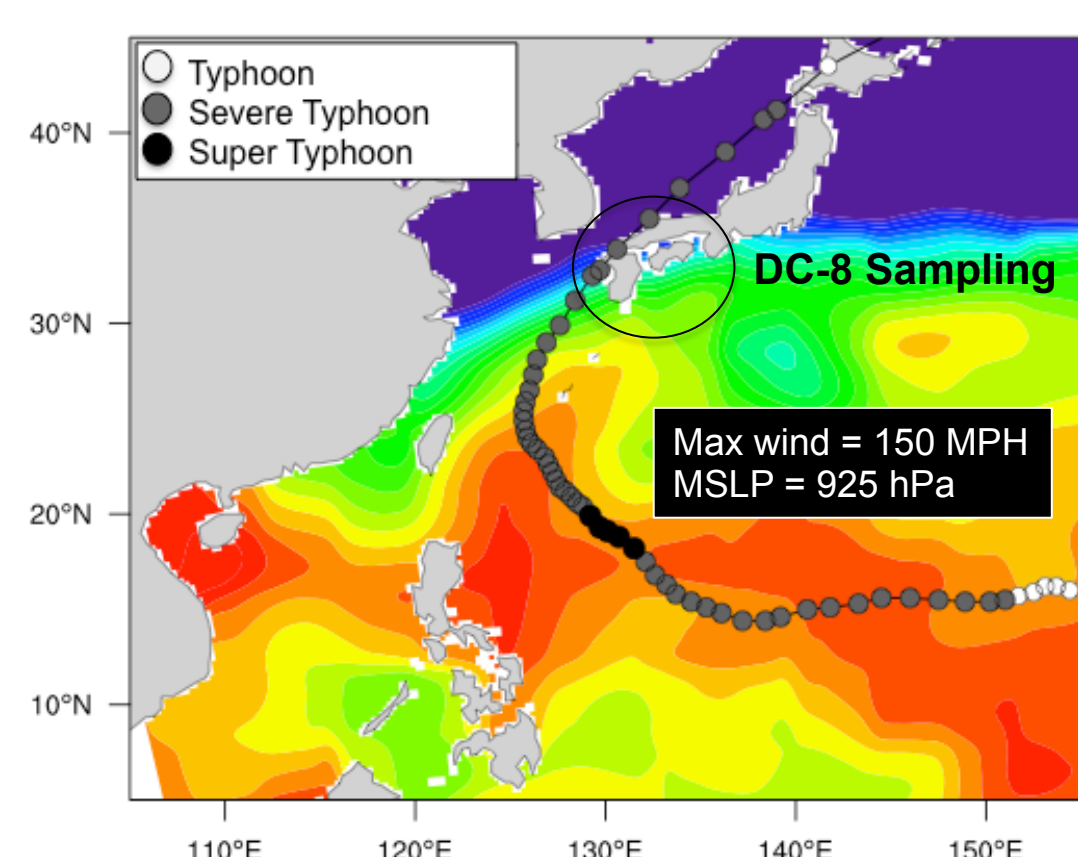 Typhoon
Severe Typhoon
Super Typhoon
40°N
DC-8 Sampling
30°N
Max wind = 150 MPH
MSLP = 925 hPa
20°N
10°N
110°E 120°E 130°E 140°E 150°E